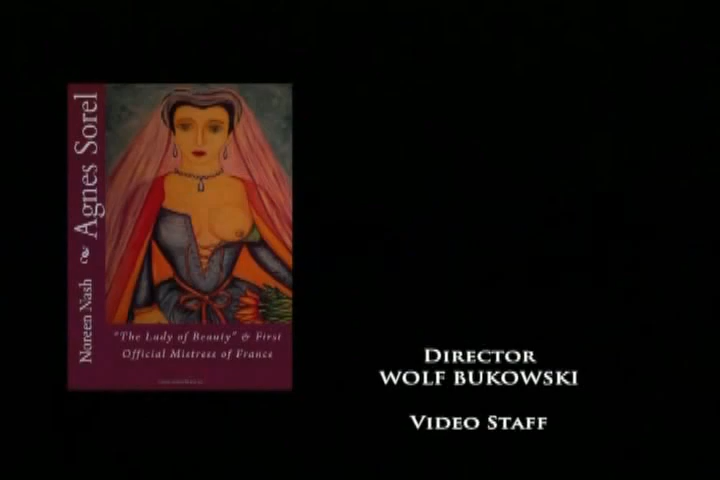 Noreen Nash Agnes Sorel
"The Lady of Beauty" & First
Official Mistress of France
DIRECTOR
WOLF BUKOWSKI
VIDEO STAFF